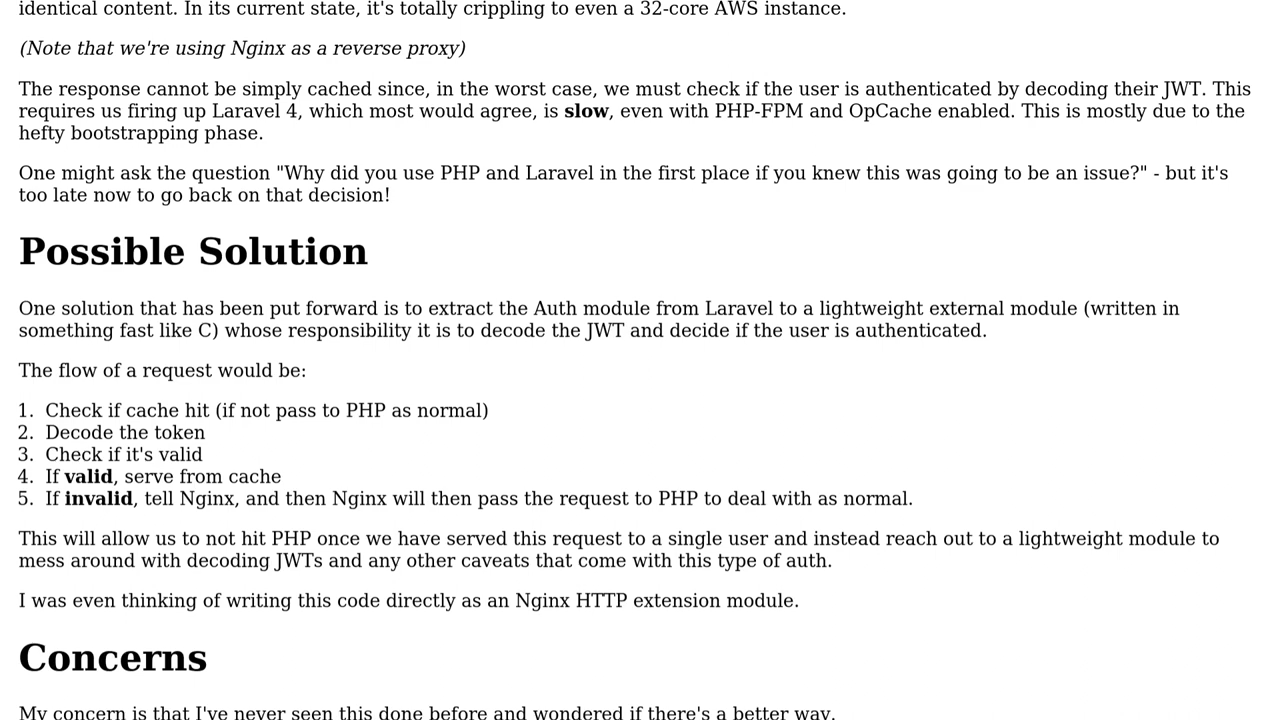 identical content. In its current state, it's totally crippling to even a 32-core AWS instance.
(Note that we're using Nginx as a reverse proxy)
The response cannot be simply cached since, in the worst case, we must check if the user is authenticated by decoding their JWT. This
requires us firing up Laravel 4, which most would agree, is slow, even with PHP-FPM and OpCache enabled. This is mostly due to the
hefty bootstrapping phase.
One might ask the question "Why did you use PHP and Laravel in the first place if you knew this was going to be an issue?" - but it's
too late now to go back on that decision!
Possible Solution
One solution that has been put forward is to extract the Auth module from Laravel to a lightweight external module (written in
something fast like C) whose responsibility it is to decode the JWT and decide if the user is authenticated.
The flow of a request would be:
1. Check if cache hit (if not pass to PHP as normal)
2. Decode the token
3. Check if it's valid
4. If valid, serve from cache
5. If invalid, tell Nginx, and then Nginx will then pass the request to PHP to deal with as normal.
This will allow us to not hit PHP once we have served this request to a single user and instead reach out to a lightweight module to
mess around with decoding JWTs and any other caveats that come with this type of auth.
I was even thinking of writing this code directly as an Nginx HTTP extension module.
Concerns
My concern is that I've never seen this done before and wondered if there's a better way.